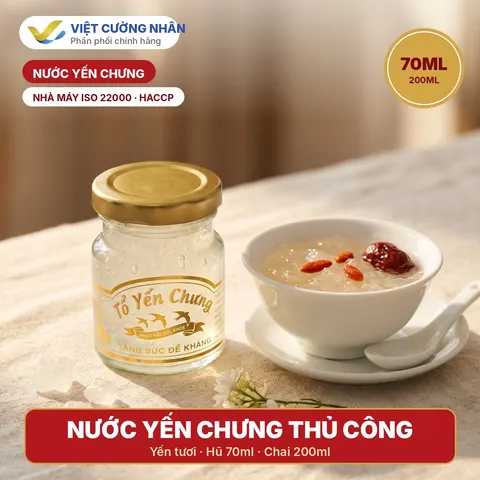 VIỆT CƯỜNG NHÂN
Phân phối chính hãng
70ML
200ML
NƯỚC YẾN CHƯNG
NHÀ MÁY ISO 22000 · HACCP
Tổ Yến Chưng
TĂNG SỨC ĐỀ KHÁNG
NƯỚC YẾN CHƯNG THỦ CÔNG
Yến tươi · Hũ 70ml · Chai 200ml